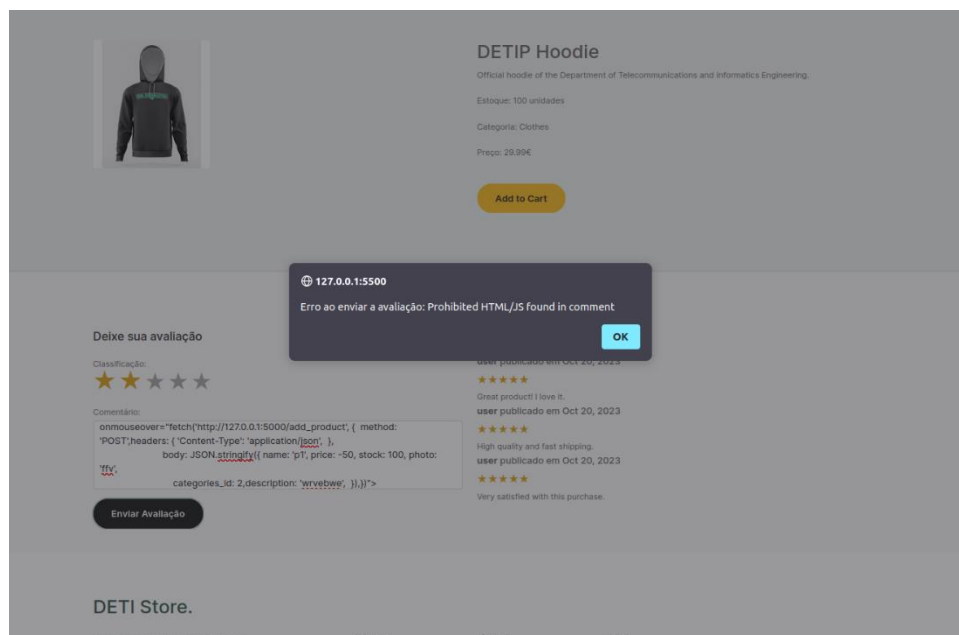 DETIP Hoodie
Official hoodie of the Department of Telecommunications and Informatics Engineering.
Estoque: 100 unidades
Categoria: Clothes
Preço: 29.99€
Add to Cart
127.0.0.1:5500
Erro ao enviar a avaliação: Prohibited HTML/JS found in comment
OK
Deixe sua avaliação
Classificação:
Comentário:
onmouseover="fetch('http://127.0.0.1:5000/add_product', { method:
'POST',headers: { 'Content-Type': 'application/json', },
body: JSON.stringify({ name: 'p1', price: -50, stock: 100, photo:
'ffv',
categories_id: 2,description: 'wrvebwe', }),})">
Enviar Avaliação
user publicado em Oct 20, 2023
★★★★★
Great product! I love it.
user publicado em Oct 20, 2023
★★★★★
High quality and fast shipping.
user publicado em Oct 20, 2023
★★★★★
Very satisfied with this purchase.
DETI Store.